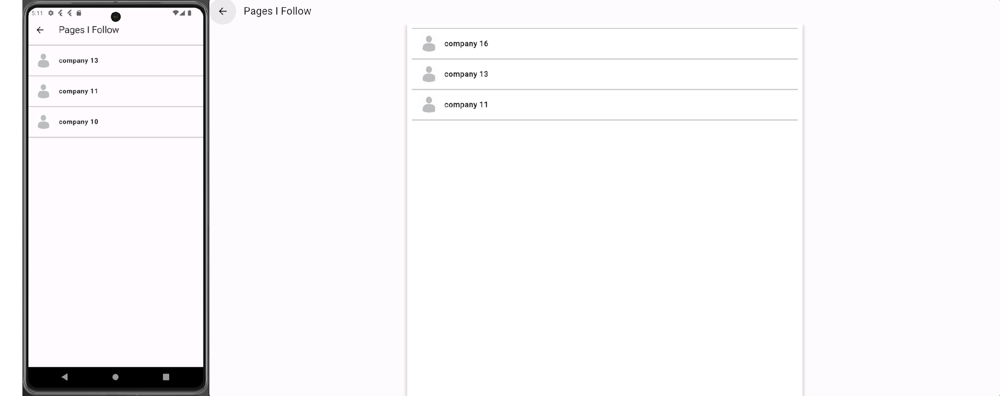 5:11
Pages I Follow
company 13
company 11
company 10
Pages I Follow
company 16
company 13
company 11